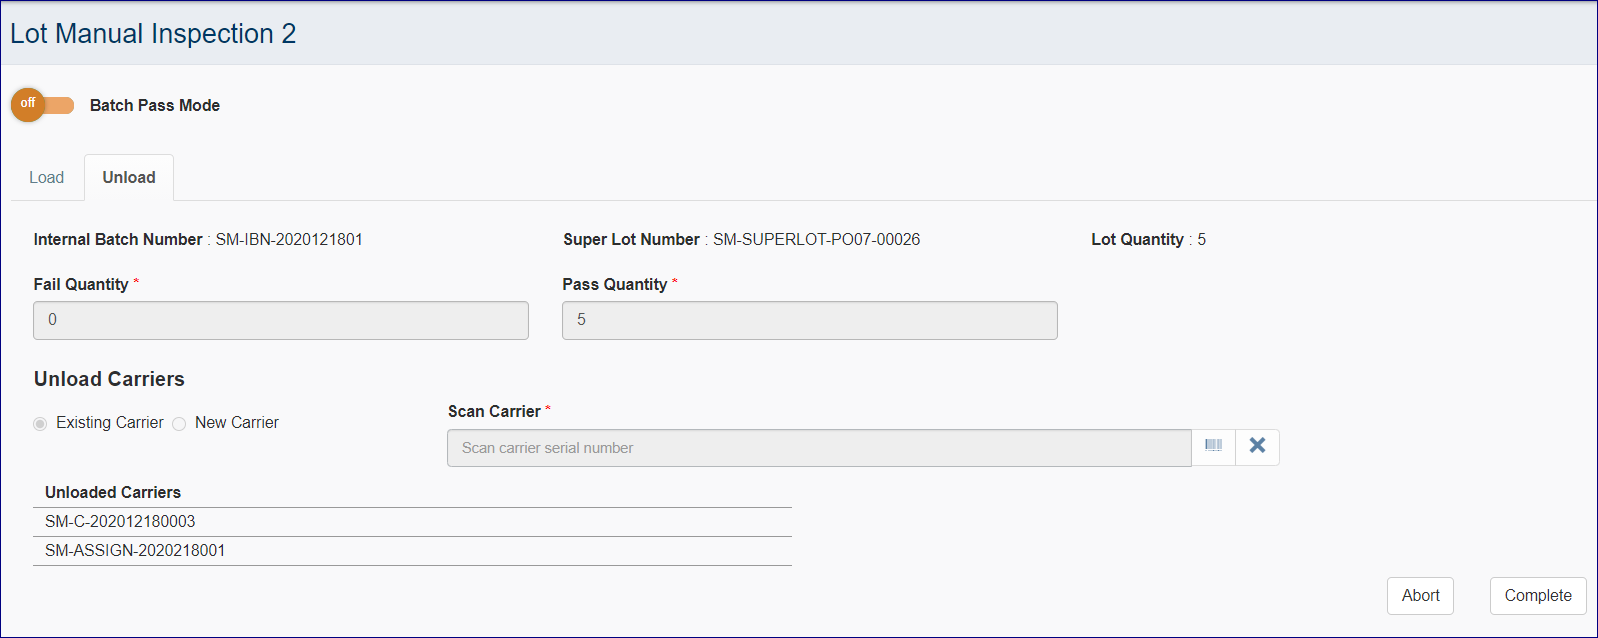 Lot Manual Inspection 2
off Batch Pass Mode
Load Unload
Internal Batch Number : SM-IBN-2020121801 Super Lot Number : SM-SUPERLOT-PO07-00026 Lot Quantity : 5
Fail Quantity * Pass Quantity *
0 5
Unload Carriers
Scan Carrier *
Existing Carrier New Carrier
Scan carrier serial number
Unloaded Carriers
SM-C-202012180003
SM-ASSIGN-2020218001
Abort Complete